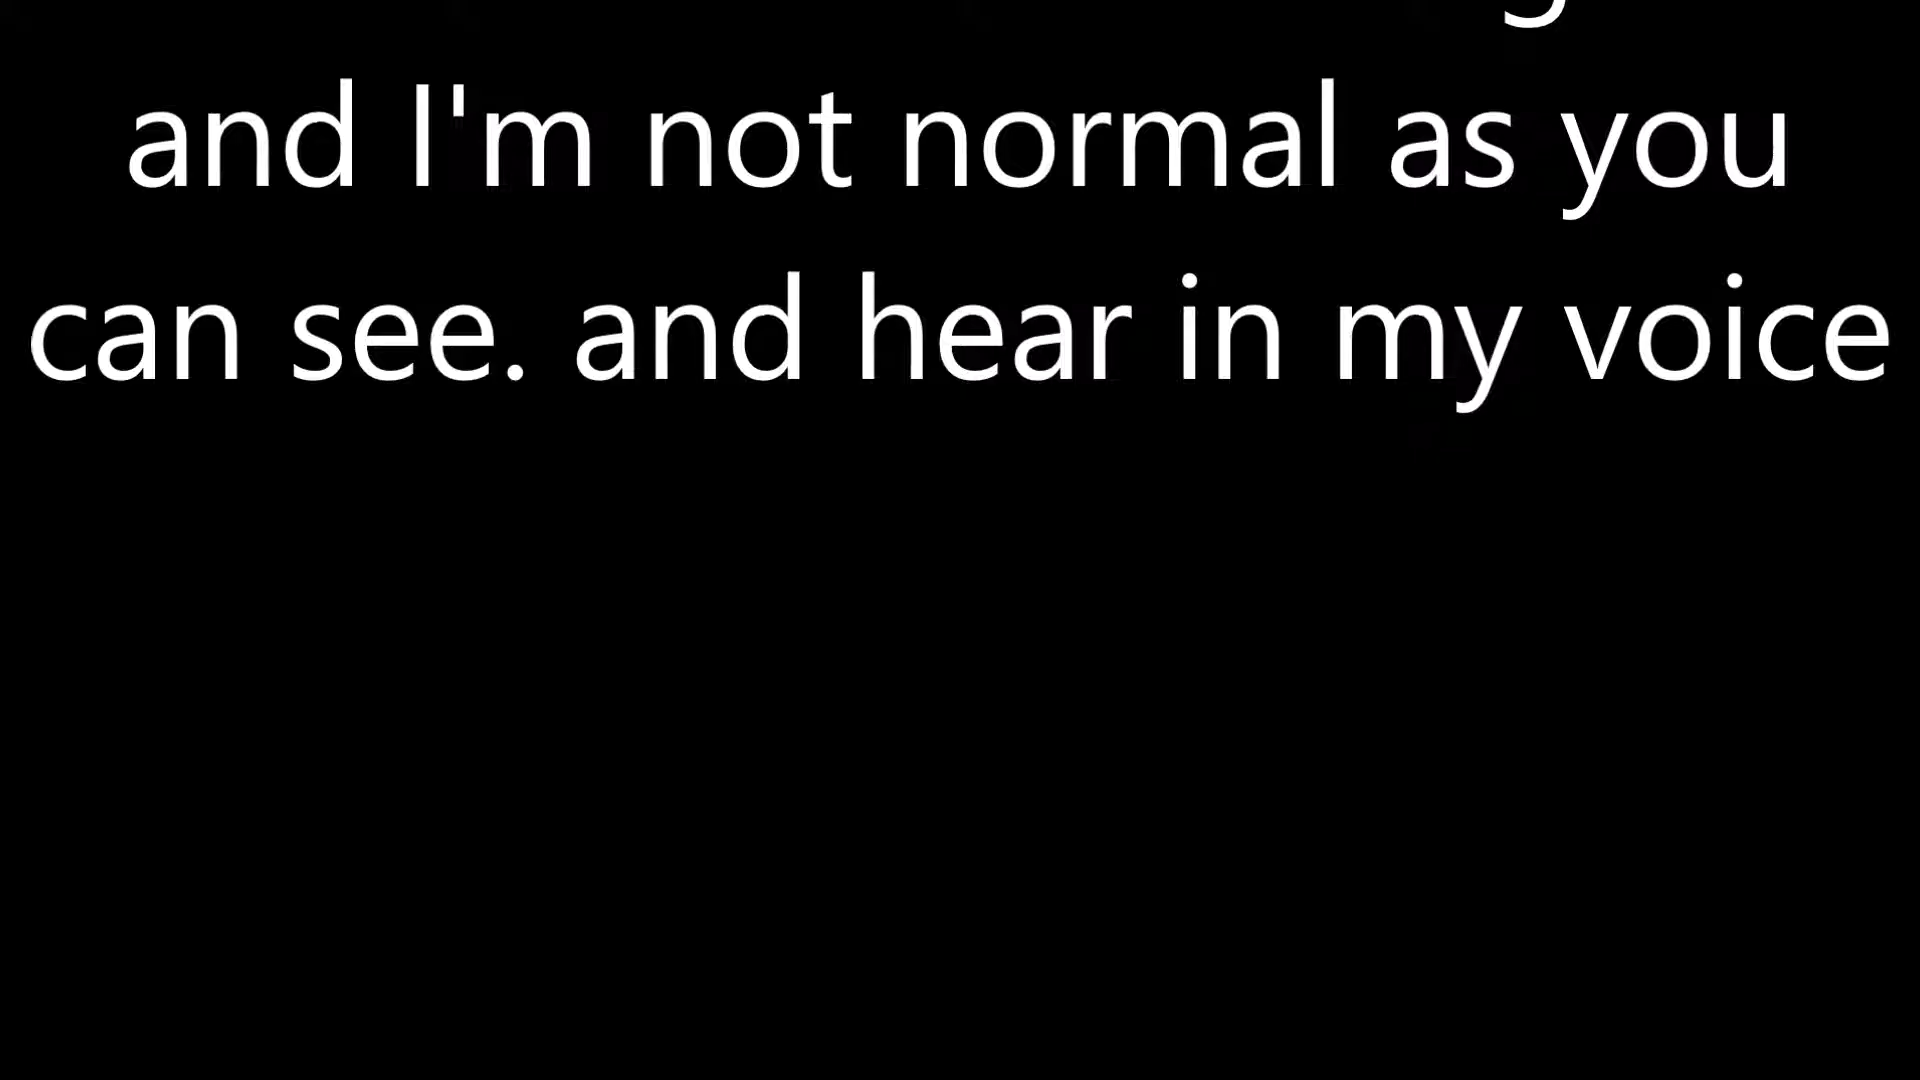 and I'm not normal as you
can see. and hear in my voice